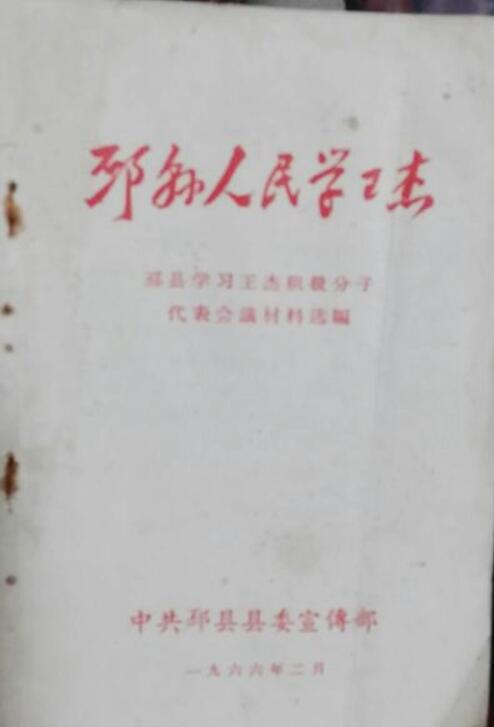 邳县人民学王杰
邳县学习王杰积极分子
代表会議材料选編
中共邳县县委宣傳部
一九六六年二月